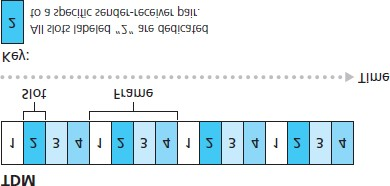 TDM
1 2 3 4 1 2 3 4 1 2 3 4 1 2 3 4
Slot Frame
Time
Key:
2
All slots labeled “2” are dedicated
to a specific sender-receiver pair.